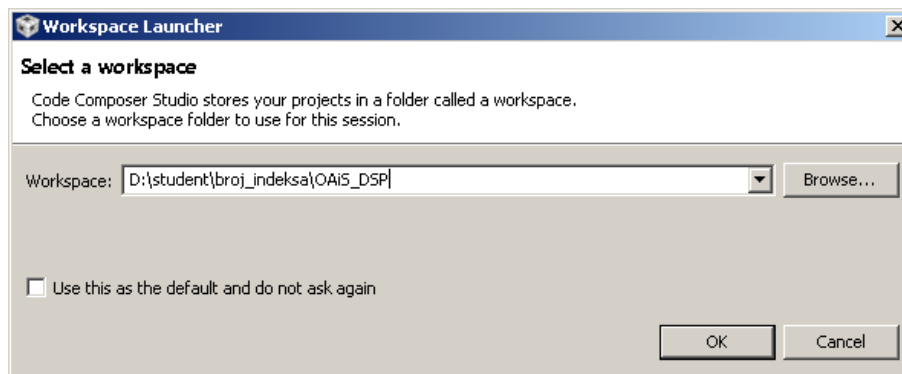 Workspace Launcher
Select a workspace
Code Composer Studio stores your projects in a folder called a workspace.
Choose a workspace folder to use for this session.
Workspace: D:\student\broj_indeksa\OAiS_DSP Browse...
Use this as the default and do not ask again
OK Cancel